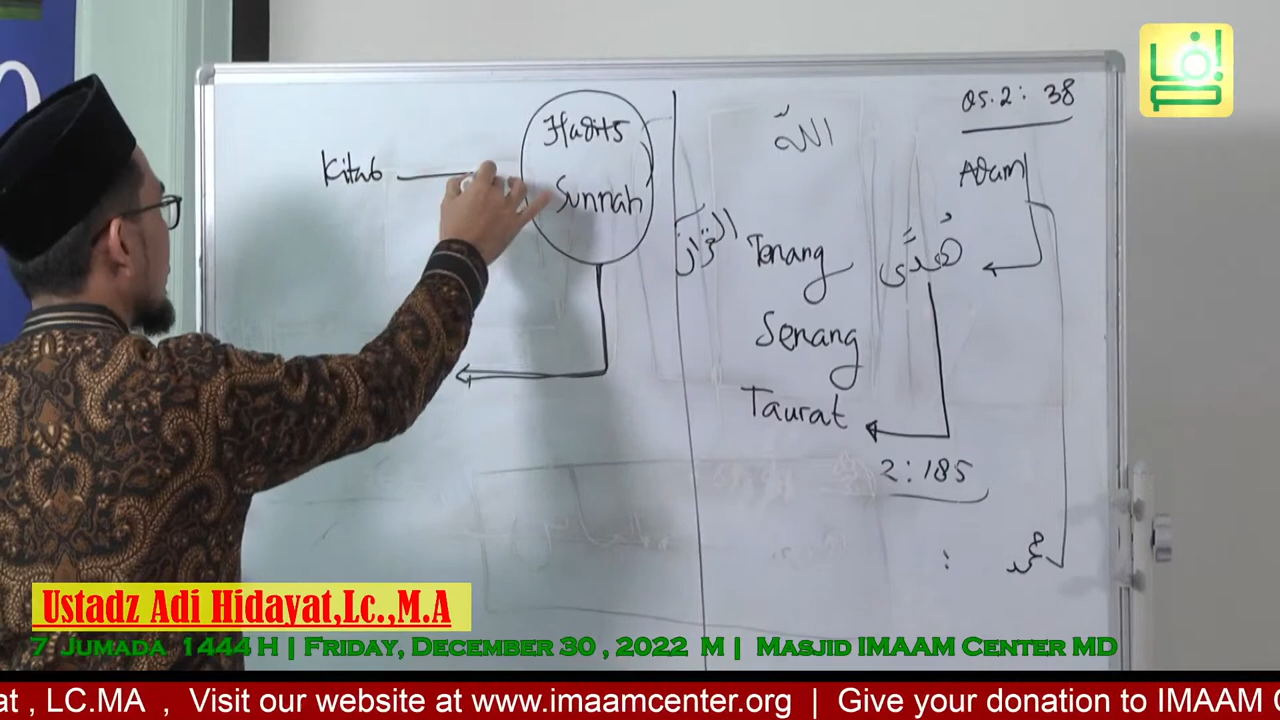 Kitab
Hadits
Sunnah
القرآن
الله
Tenang
Senang
Taurat
QS. 2 : 38
Adam
هُدًى
2 : 185
:
محمد
Ustadz Adi Hidayat,Lc.,M.A
7 Jumada 1444 H | Friday, December 30 , 2022 M | Masjid IMAAM Center MD
at , LC.MA , Visit our website at www.imaamcenter.org | Give your donation to IMAAM C